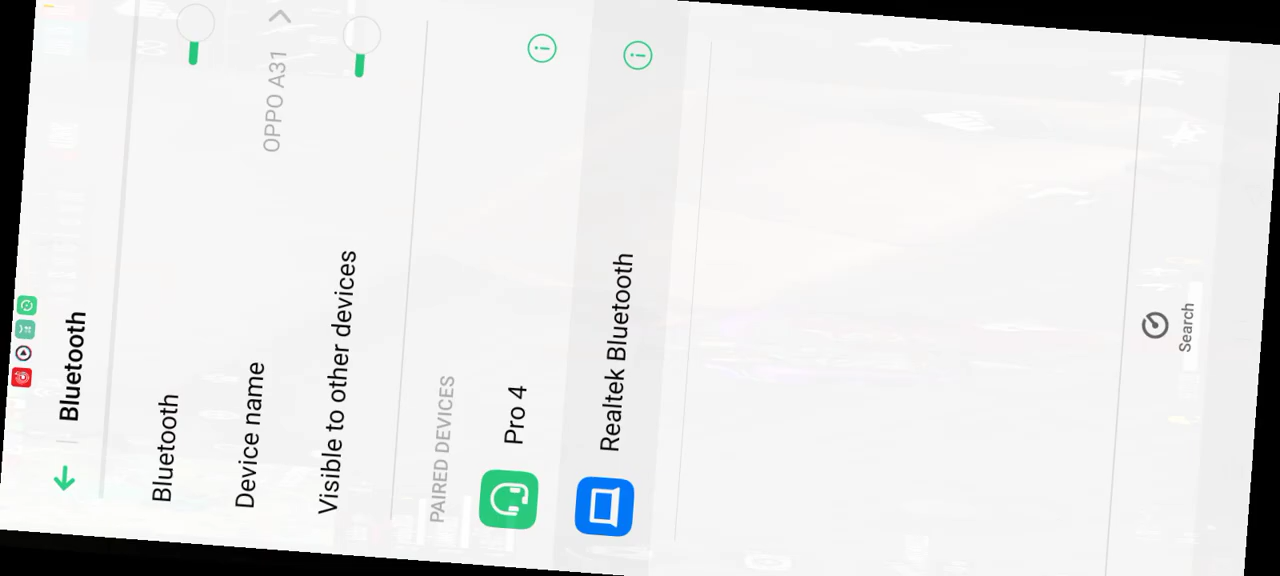 Bluetooth
Bluetooth
Device name OPPO A31
Visible to other devices
PAIRED DEVICES
Pro 4
Realtek Bluetooth
Search